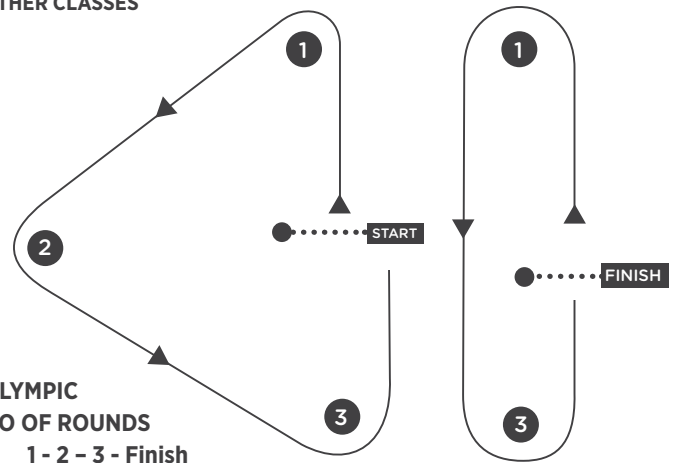 THER CLASSES
1
1
START
2
FINISH
LYMPIC
O OF ROUNDS
3
3
1 - 2 – 3 - Finish